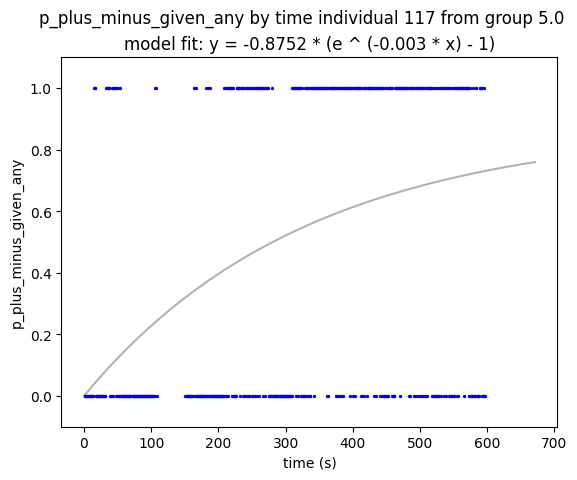 p_plus_minus_given_any by time individual 117 from group 5.0
model fit: y = -0.8752 * (e ^ (-0.003 * x) - 1)
1.0
0.8
0.6
0.4
0.2
0.0
p_plus_minus_given_any
0 100 200 300 400 500 600 700
time (s)